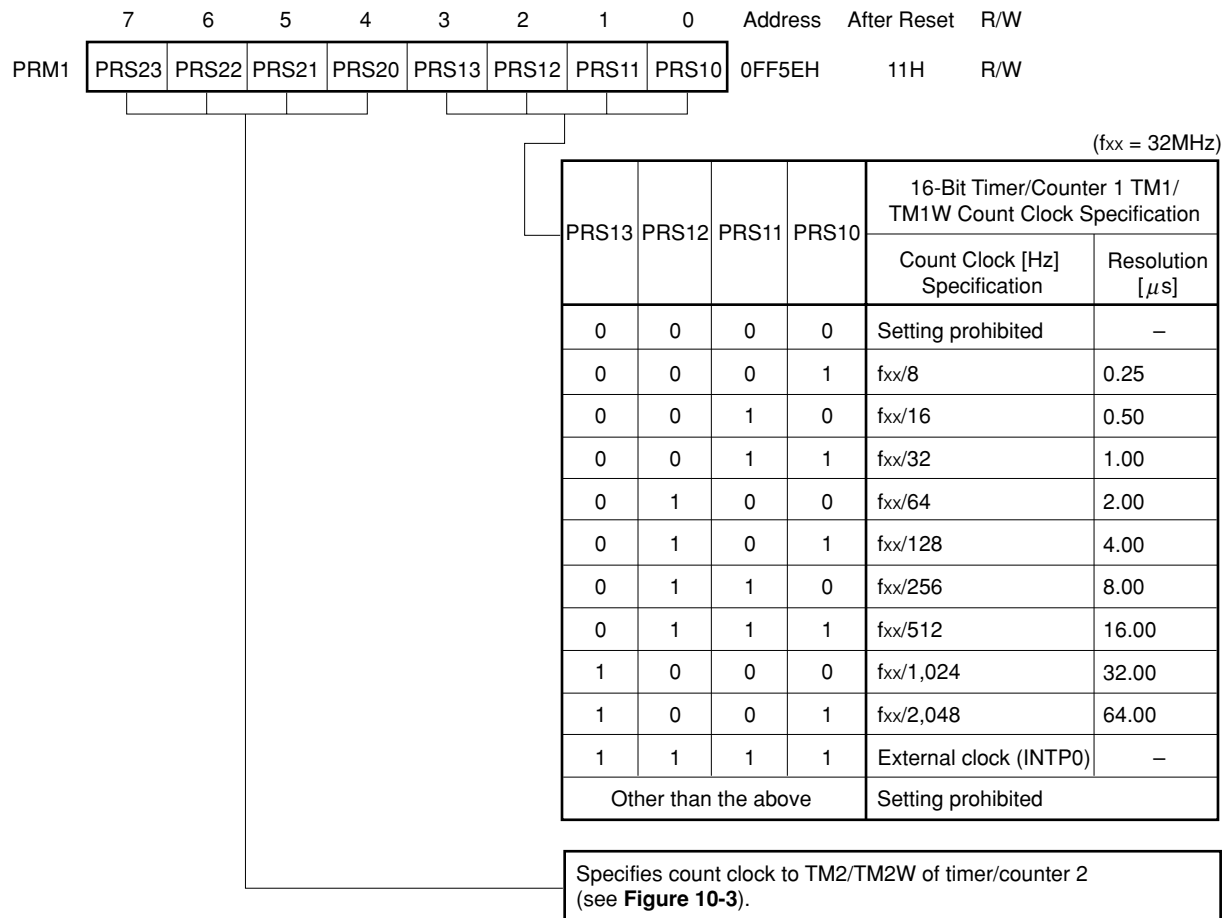 7 6 5 4 3 2 1 0 Address After Reset R/W
PRM1 PRS23 PRS22 PRS21 PRS20 PRS13 PRS12 PRS11 PRS10 0FF5EH 11H R/W
(fxx = 32MHz)
PRS13 PRS12 PRS11 PRS10
16-Bit Timer/Counter 1 TM1/
TM1W Count Clock Specification
Count Clock [Hz]
Specification
Resolution
[μs]
0 0 0 0 Setting prohibited –
0 0 0 1 fxx/8 0.25
0 0 1 0 fxx/16 0.50
0 0 1 1 fxx/32 1.00
0 1 0 0 fxx/64 2.00
0 1 0 1 fxx/128 4.00
0 1 1 0 fxx/256 8.00
0 1 1 1 fxx/512 16.00
1 0 0 0 fxx/1,024 32.00
1 0 0 1 fxx/2,048 64.00
1 1 1 1 External clock (INTP0) –
Other than the above Setting prohibited
Specifies count clock to TM2/TM2W of timer/counter 2
(see Figure 10-3).